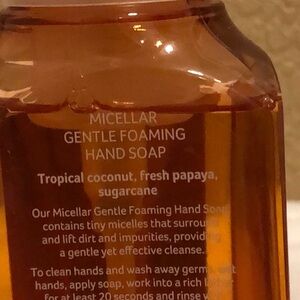 MICELLAR
GENTLE FOAMING
HAND SOAP
Tropical coconut, fresh papaya,
sugarcane
Our Micellar Gentle Foaming Hand Soap
contains tiny micelles that surround
and lift dirt and impurities, providing
a gentle yet effective cleanse.
To clean hands and wash away germs, wet
hands, apply soap, work into a rich lather
for at least 20 seconds and rinse